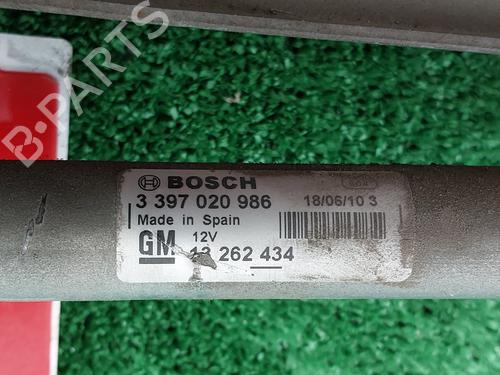 B-PARTS
BOSCH
3 397 020 986 18/06/10 3
Made in Spain
GM 12V
13 262 434